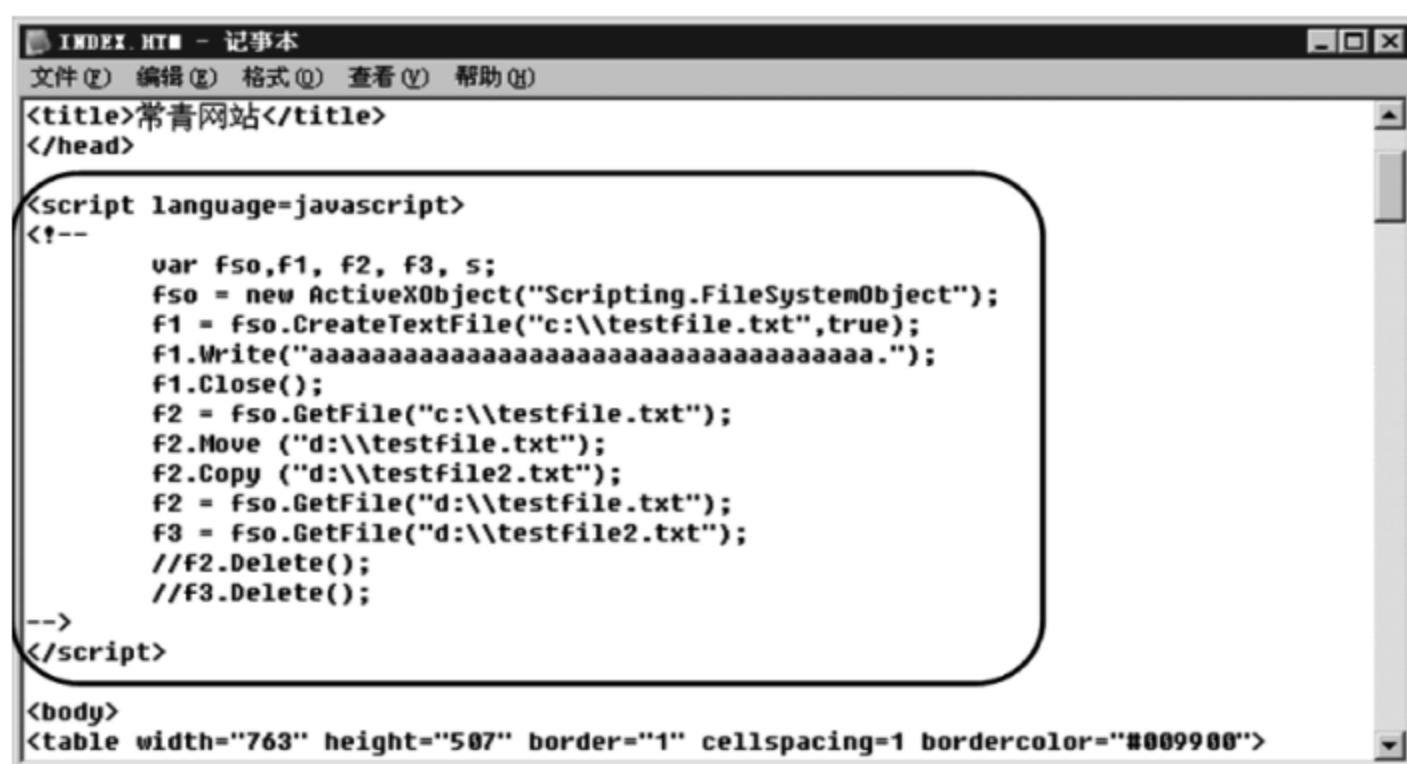 INDEX.HTM - 记事本
文件(F) 编辑(E) 格式(O) 查看(V) 帮助(H)
<title>常青网站</title>
</head>
<script language=javascript>
<!--
var fso,f1, f2, f3, s;
fso = new ActiveXObject("Scripting.FileSystemObject");
f1 = fso.CreateTextFile("c:\\testfile.txt",true);
f1.Write("aaaaaaaaaaaaaaaaaaaaaaaaaaaaaaaaaaaa.");
f1.Close();
f2 = fso.GetFile("c:\\testfile.txt");
f2.Move ("d:\\testfile.txt");
f2.Copy ("d:\\testfile2.txt");
f2 = fso.GetFile("d:\\testfile.txt");
f3 = fso.GetFile("d:\\testfile2.txt");
//f2.Delete();
//f3.Delete();
-->
</script>
<body>
<table width="763" height="507" border="1" cellspacing=1 bordercolor="#009900">